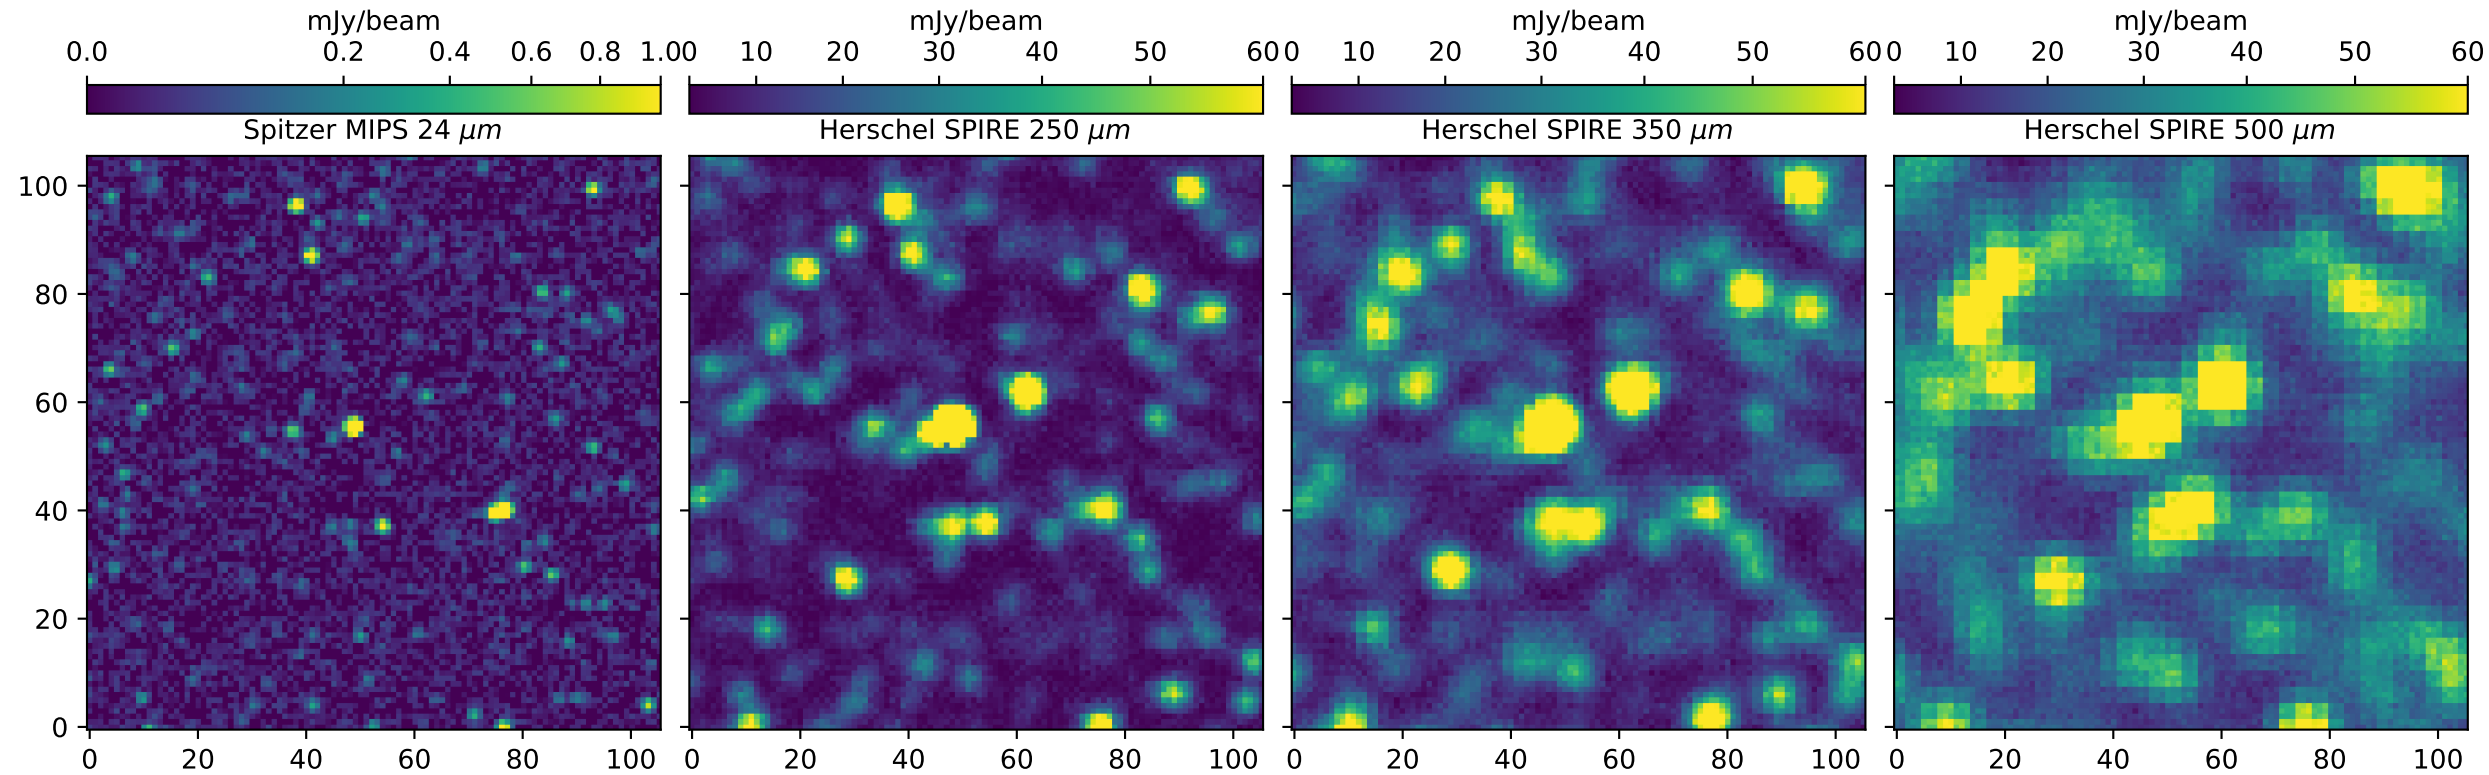 mJy/beam mJy/beam mJy/beam mJy/beam
0.0 0.2 0.4 0.6 0.8 1.0 0 10 20 30 40 50 60 0 10 20 30 40 50 60 0 10 20 30 40 50 60
Spitzer MIPS 24 μm Herschel SPIRE 250 μm Herschel SPIRE 350 μm Herschel SPIRE 500 μm
100
80
60
40
20
0
0 20 40 60 80 100 0 20 40 60 80 100 0 20 40 60 80 100 0 20 40 60 80 100